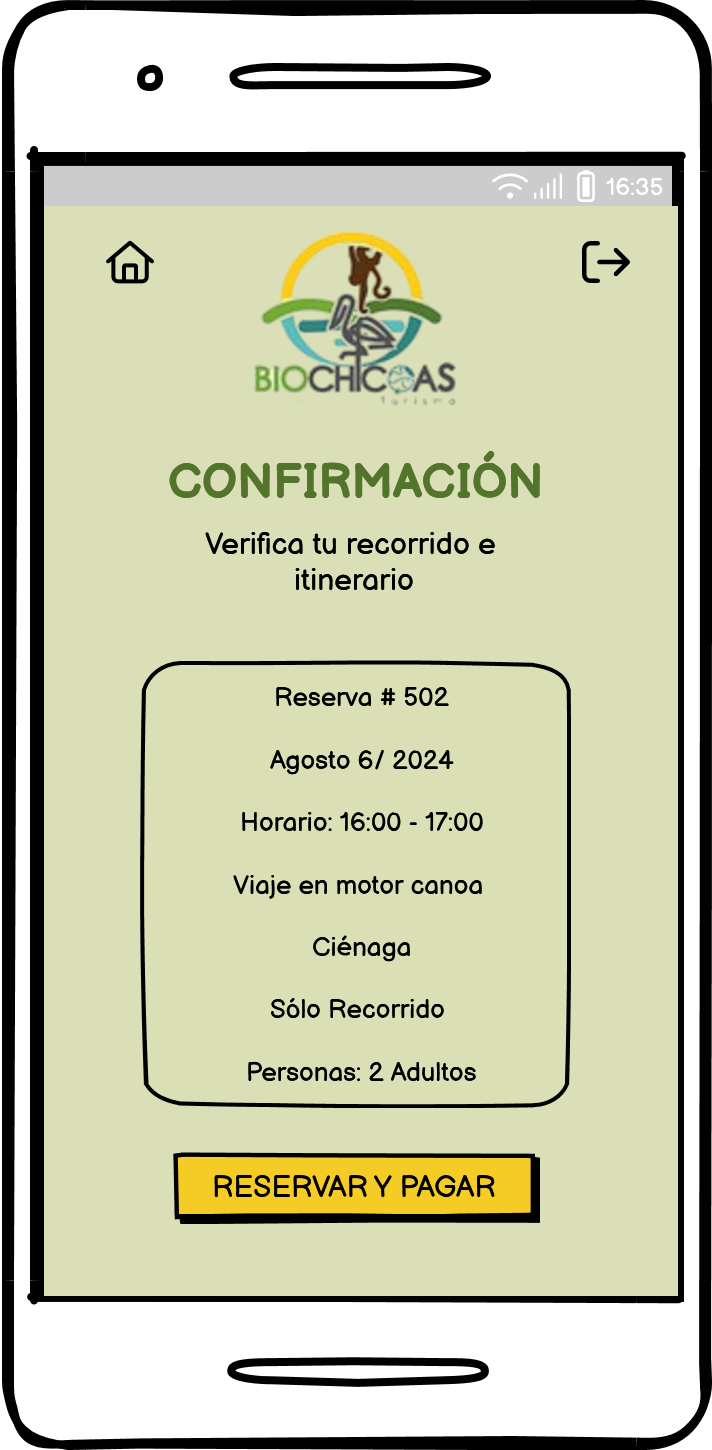 16:35
BIOCHICOAS
Turismo
CONFIRMACIÓN
Verifica tu recorrido e
itinerario
Reserva # 502
Agosto 6/ 2024
Horario: 16:00 - 17:00
Viaje en motor canoa
Ciénaga
Sólo Recorrido
Personas: 2 Adultos
RESERVAR Y PAGAR